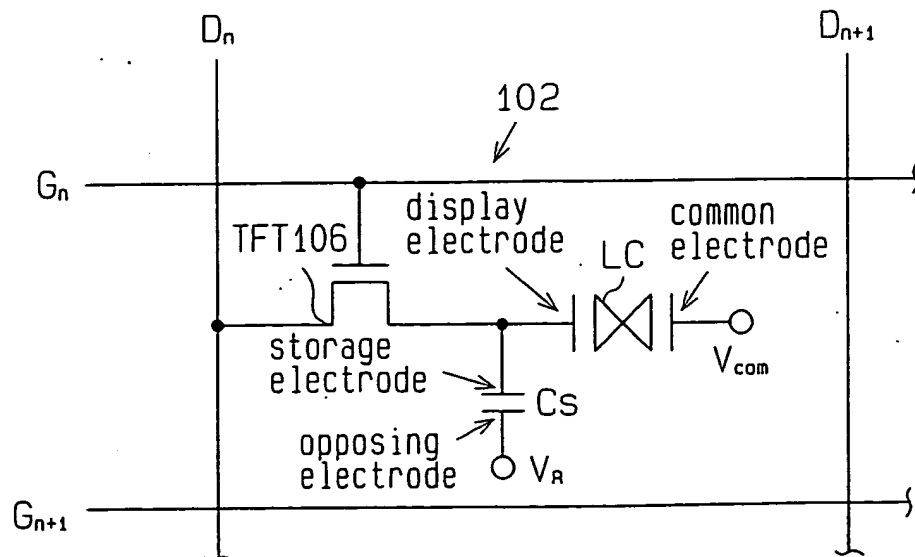 Dn
Dn+1
102
Gn
display
electrode
common
electrode
TFT106
LC
storage
electrode
Vcom
Cs
opposing
electrode
VR
Gn+1